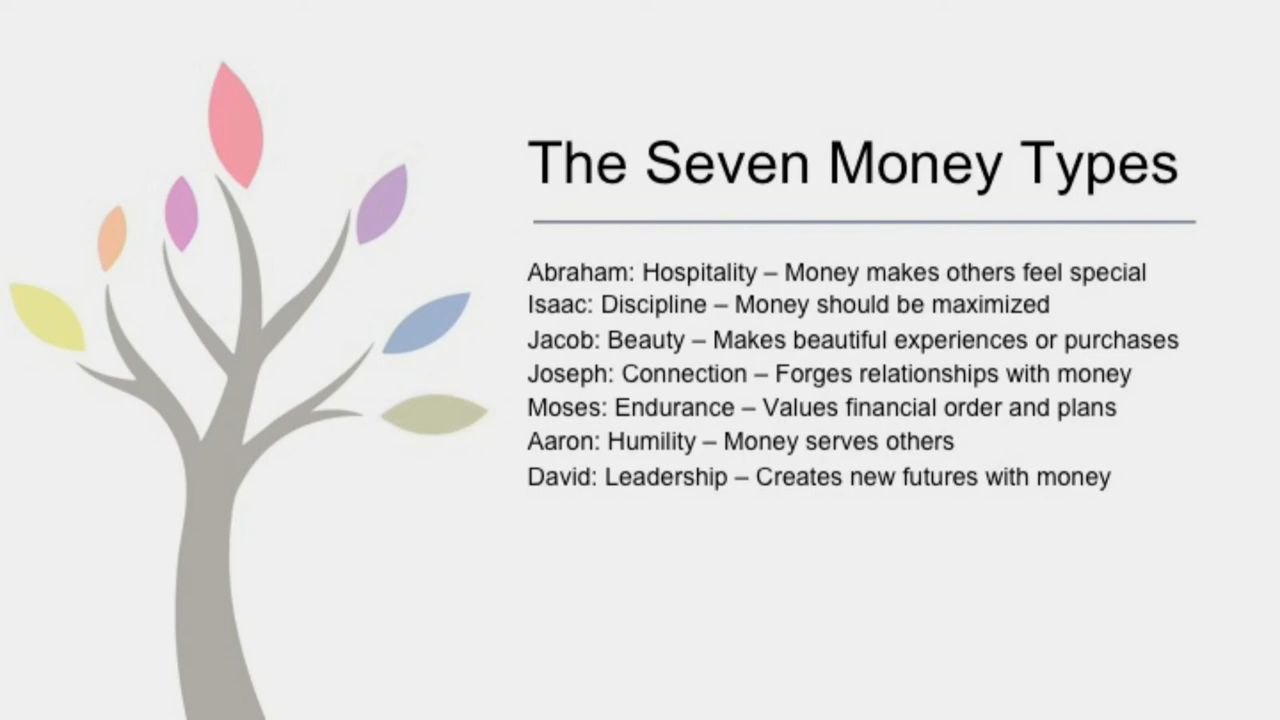 The Seven Money Types
Abraham: Hospitality – Money makes others feel special
Isaac: Discipline – Money should be maximized
Jacob: Beauty – Makes beautiful experiences or purchases
Joseph: Connection – Forges relationships with money
Moses: Endurance – Values financial order and plans
Aaron: Humility – Money serves others
David: Leadership – Creates new futures with money